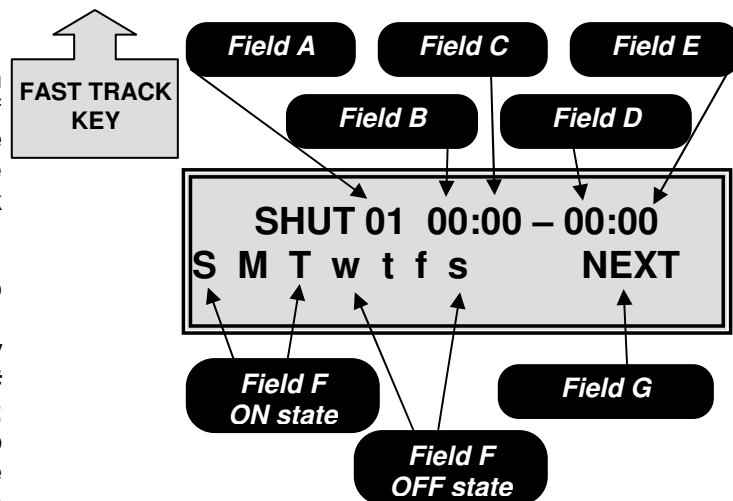 Field A
Field C
Field E
FAST TRACK
KEY
Field B
Field D
SHUT 01 00:00 – 00:00
S M T w t f s NEXT
Field F
ON state
Field G
Field F
OFF state